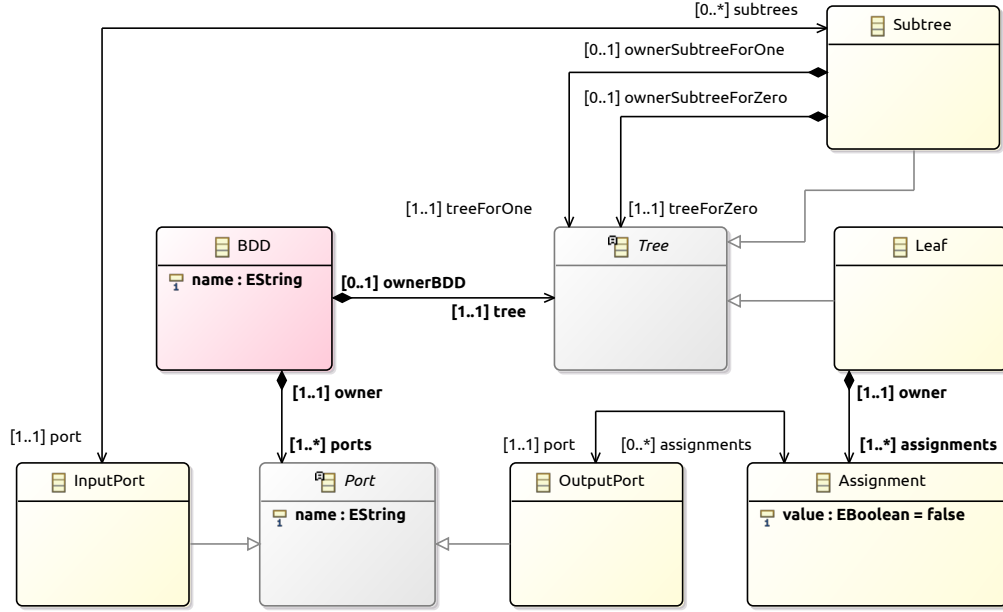 [0..*] subtrees
Subtree
[0..1] ownerSubtreeForOne
[0..1] ownerSubtreeForZero
[1..1] treeForOne
[1..1] treeForZero
BDD
name : EString
[0..1] ownerBDD
[1..1] tree
Tree
Leaf
[1..1] owner
[1..1] owner
[1..1] port
[1..*] ports
[1..1] port
[0..*] assignments
[1..*] assignments
InputPort
Port
name : EString
OutputPort
Assignment
value : EBoolean = false